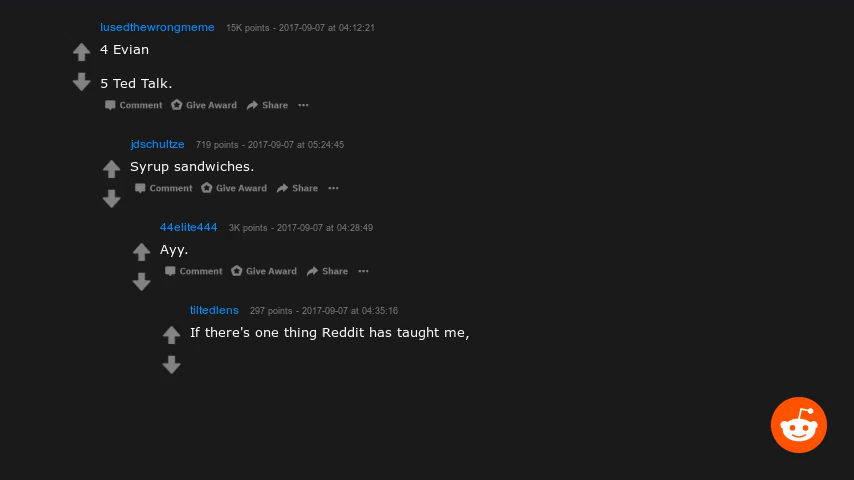 Iusedthewrongmeme 15K points - 2017-09-07 at 04:12:21
4 Evian
5 Ted Talk.
Comment Give Award Share ...
jdschultze 719 points - 2017-09-07 at 05:24:45
Syrup sandwiches.
Comment Give Award Share ...
44elite444 3K points - 2017-09-07 at 04:28:49
Ayy.
Comment Give Award Share ...
tiltedlens 297 points - 2017-09-07 at 04:35:16
If there's one thing Reddit has taught me,